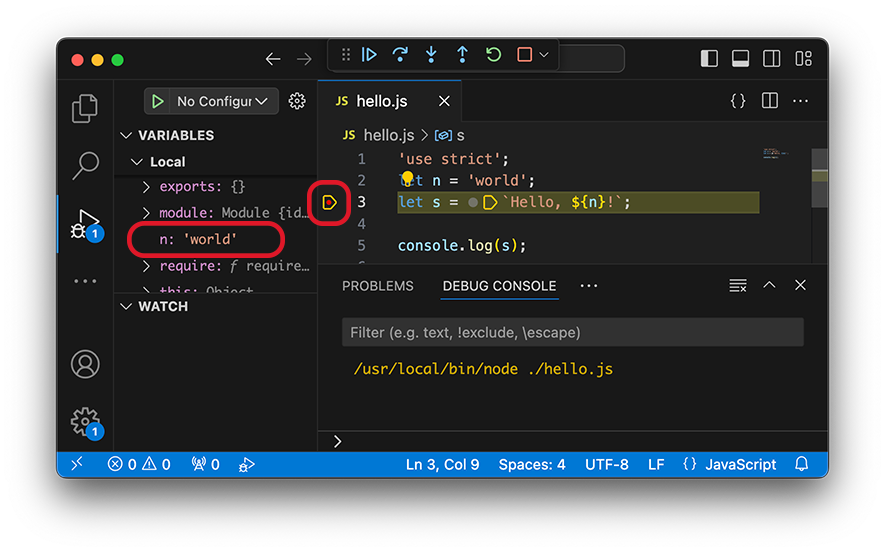 No Configur
JS hello.js
VARIABLES
Local
exports: {}
module: Module {id…
n: 'world'
require: ƒ require…
this: Object
WATCH
1
JS hello.js > s
1 'use strict';
2 let n = 'world';
3 let s = `Hello, ${n}!`;
4
5 console.log(s);
PROBLEMS DEBUG CONSOLE
Filter (e.g. text, !exclude, \escape)
/usr/local/bin/node ./hello.js
>
1
0 0 0 Ln 3, Col 9 Spaces: 4 UTF-8 LF {} JavaScript